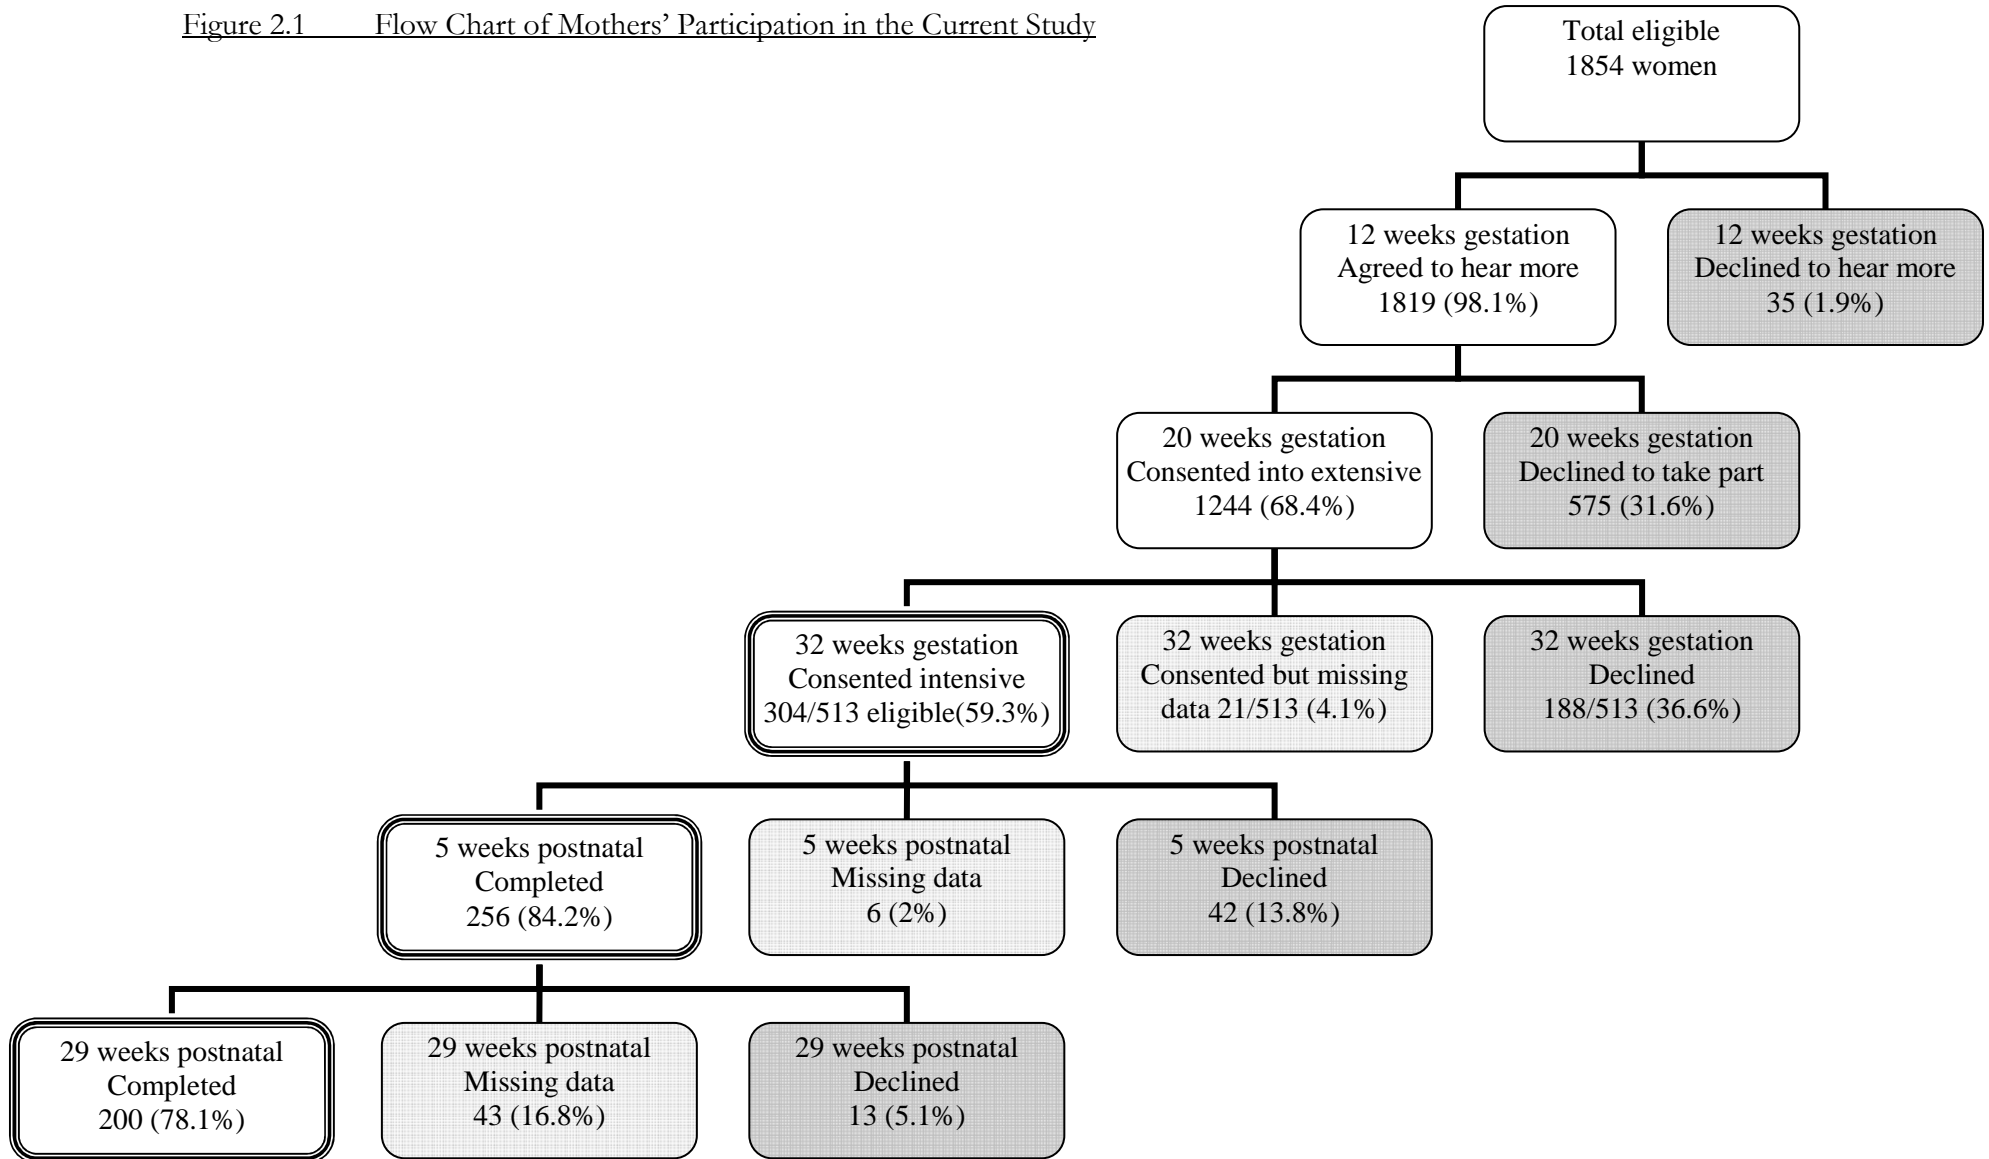 Figure 2.1 Flow Chart of Mothers’ Participation in the Current Study
Total eligible
1854 women
12 weeks gestation
Agreed to hear more
1819 (98.1%)
12 weeks gestation
Declined to hear more
35 (1.9%)
20 weeks gestation
Consented into extensive
1244 (68.4%)
20 weeks gestation
Declined to take part
575 (31.6%)
32 weeks gestation
Consented intensive
304/513 eligible(59.3%)
32 weeks gestation
Consented but missing
data 21/513 (4.1%)
32 weeks gestation
Declined
188/513 (36.6%)
5 weeks postnatal
Completed
256 (84.2%)
5 weeks postnatal
Missing data
6 (2%)
5 weeks postnatal
Declined
42 (13.8%)
29 weeks postnatal
Completed
200 (78.1%)
29 weeks postnatal
Missing data
43 (16.8%)
29 weeks postnatal
Declined
13 (5.1%)